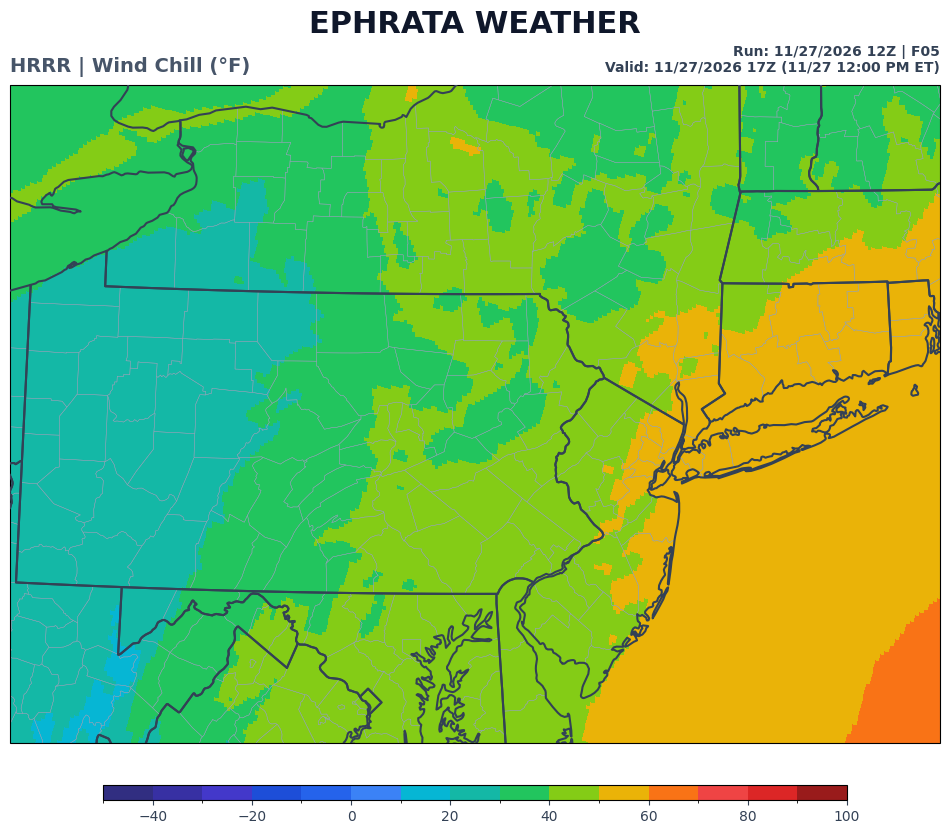 EPHRATA WEATHER
HRRR | Wind Chill (°F)
Run: 11/27/2026 12Z | F05
Valid: 11/27/2026 17Z (11/27 12:00 PM ET)
−40 −20 0 20 40 60 80 100